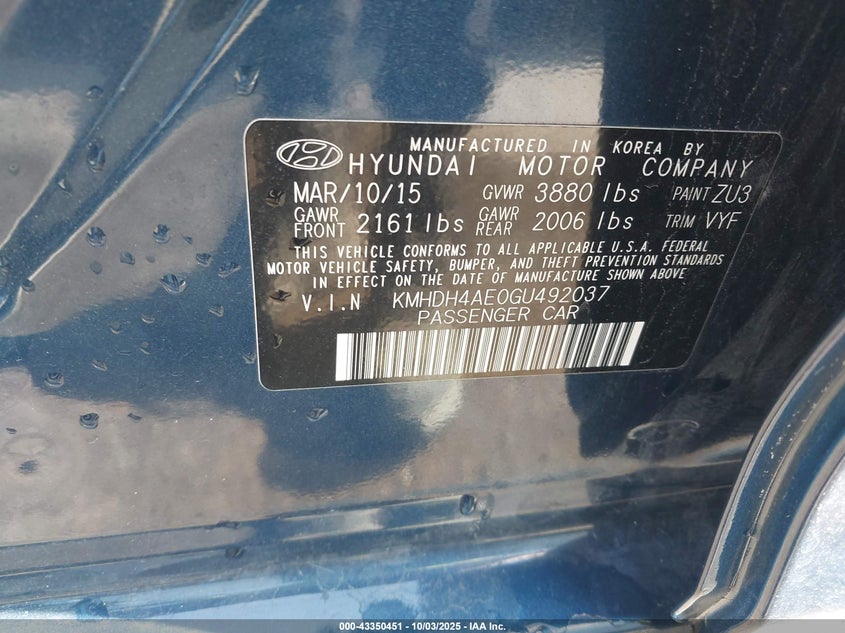 MANUFACTURED IN KOREA BY
HYUNDAI MOTOR COMPANY
MAR/10/15 GVWR 3880 lbs PAINT ZU3
GAWR FRONT 2161 lbs GAWR REAR 2006 lbs TRIM VYF
THIS VEHICLE CONFORMS TO ALL APPLICABLE U.S.A. FEDERAL
MOTOR VEHICLE SAFETY, BUMPER, AND THEFT PREVENTION STANDARDS
IN EFFECT ON THE DATE OF MANUFACTURE SHOWN ABOVE
V.I.N KMHDH4AE0GU492037
PASSENGER CAR
000-43350451 - 10/03/2025 - IAA Inc.